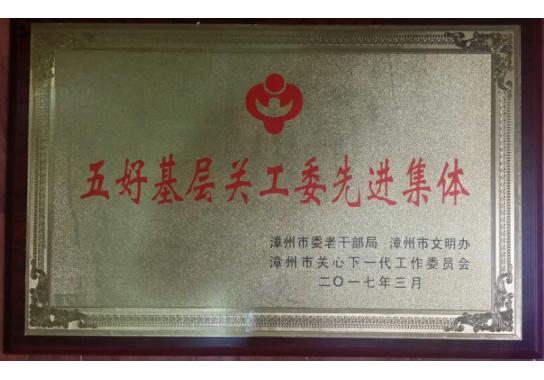 五好基层关工委先进集体
漳州市委老干部局 漳州市文明办
漳州市关心下一代工作委员会
二〇一七年三月